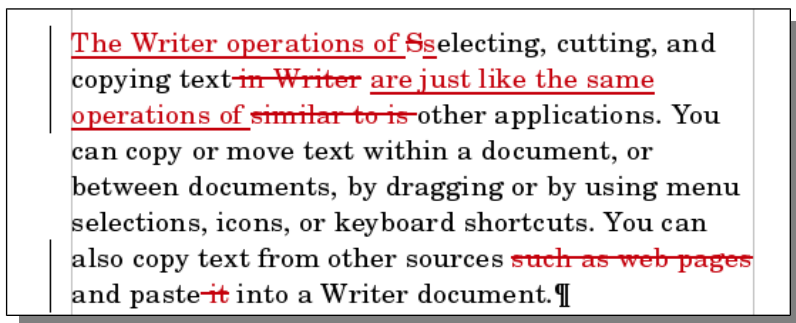 The Writer operations of Sselecting, cutting, and
copying text in Writer are just like the same
operations of similar to is other applications. You
can copy or move text within a document, or
between documents, by dragging or by using menu
selections, icons, or keyboard shortcuts. You can
also copy text from other sources such as web pages
and paste it into a Writer document.¶